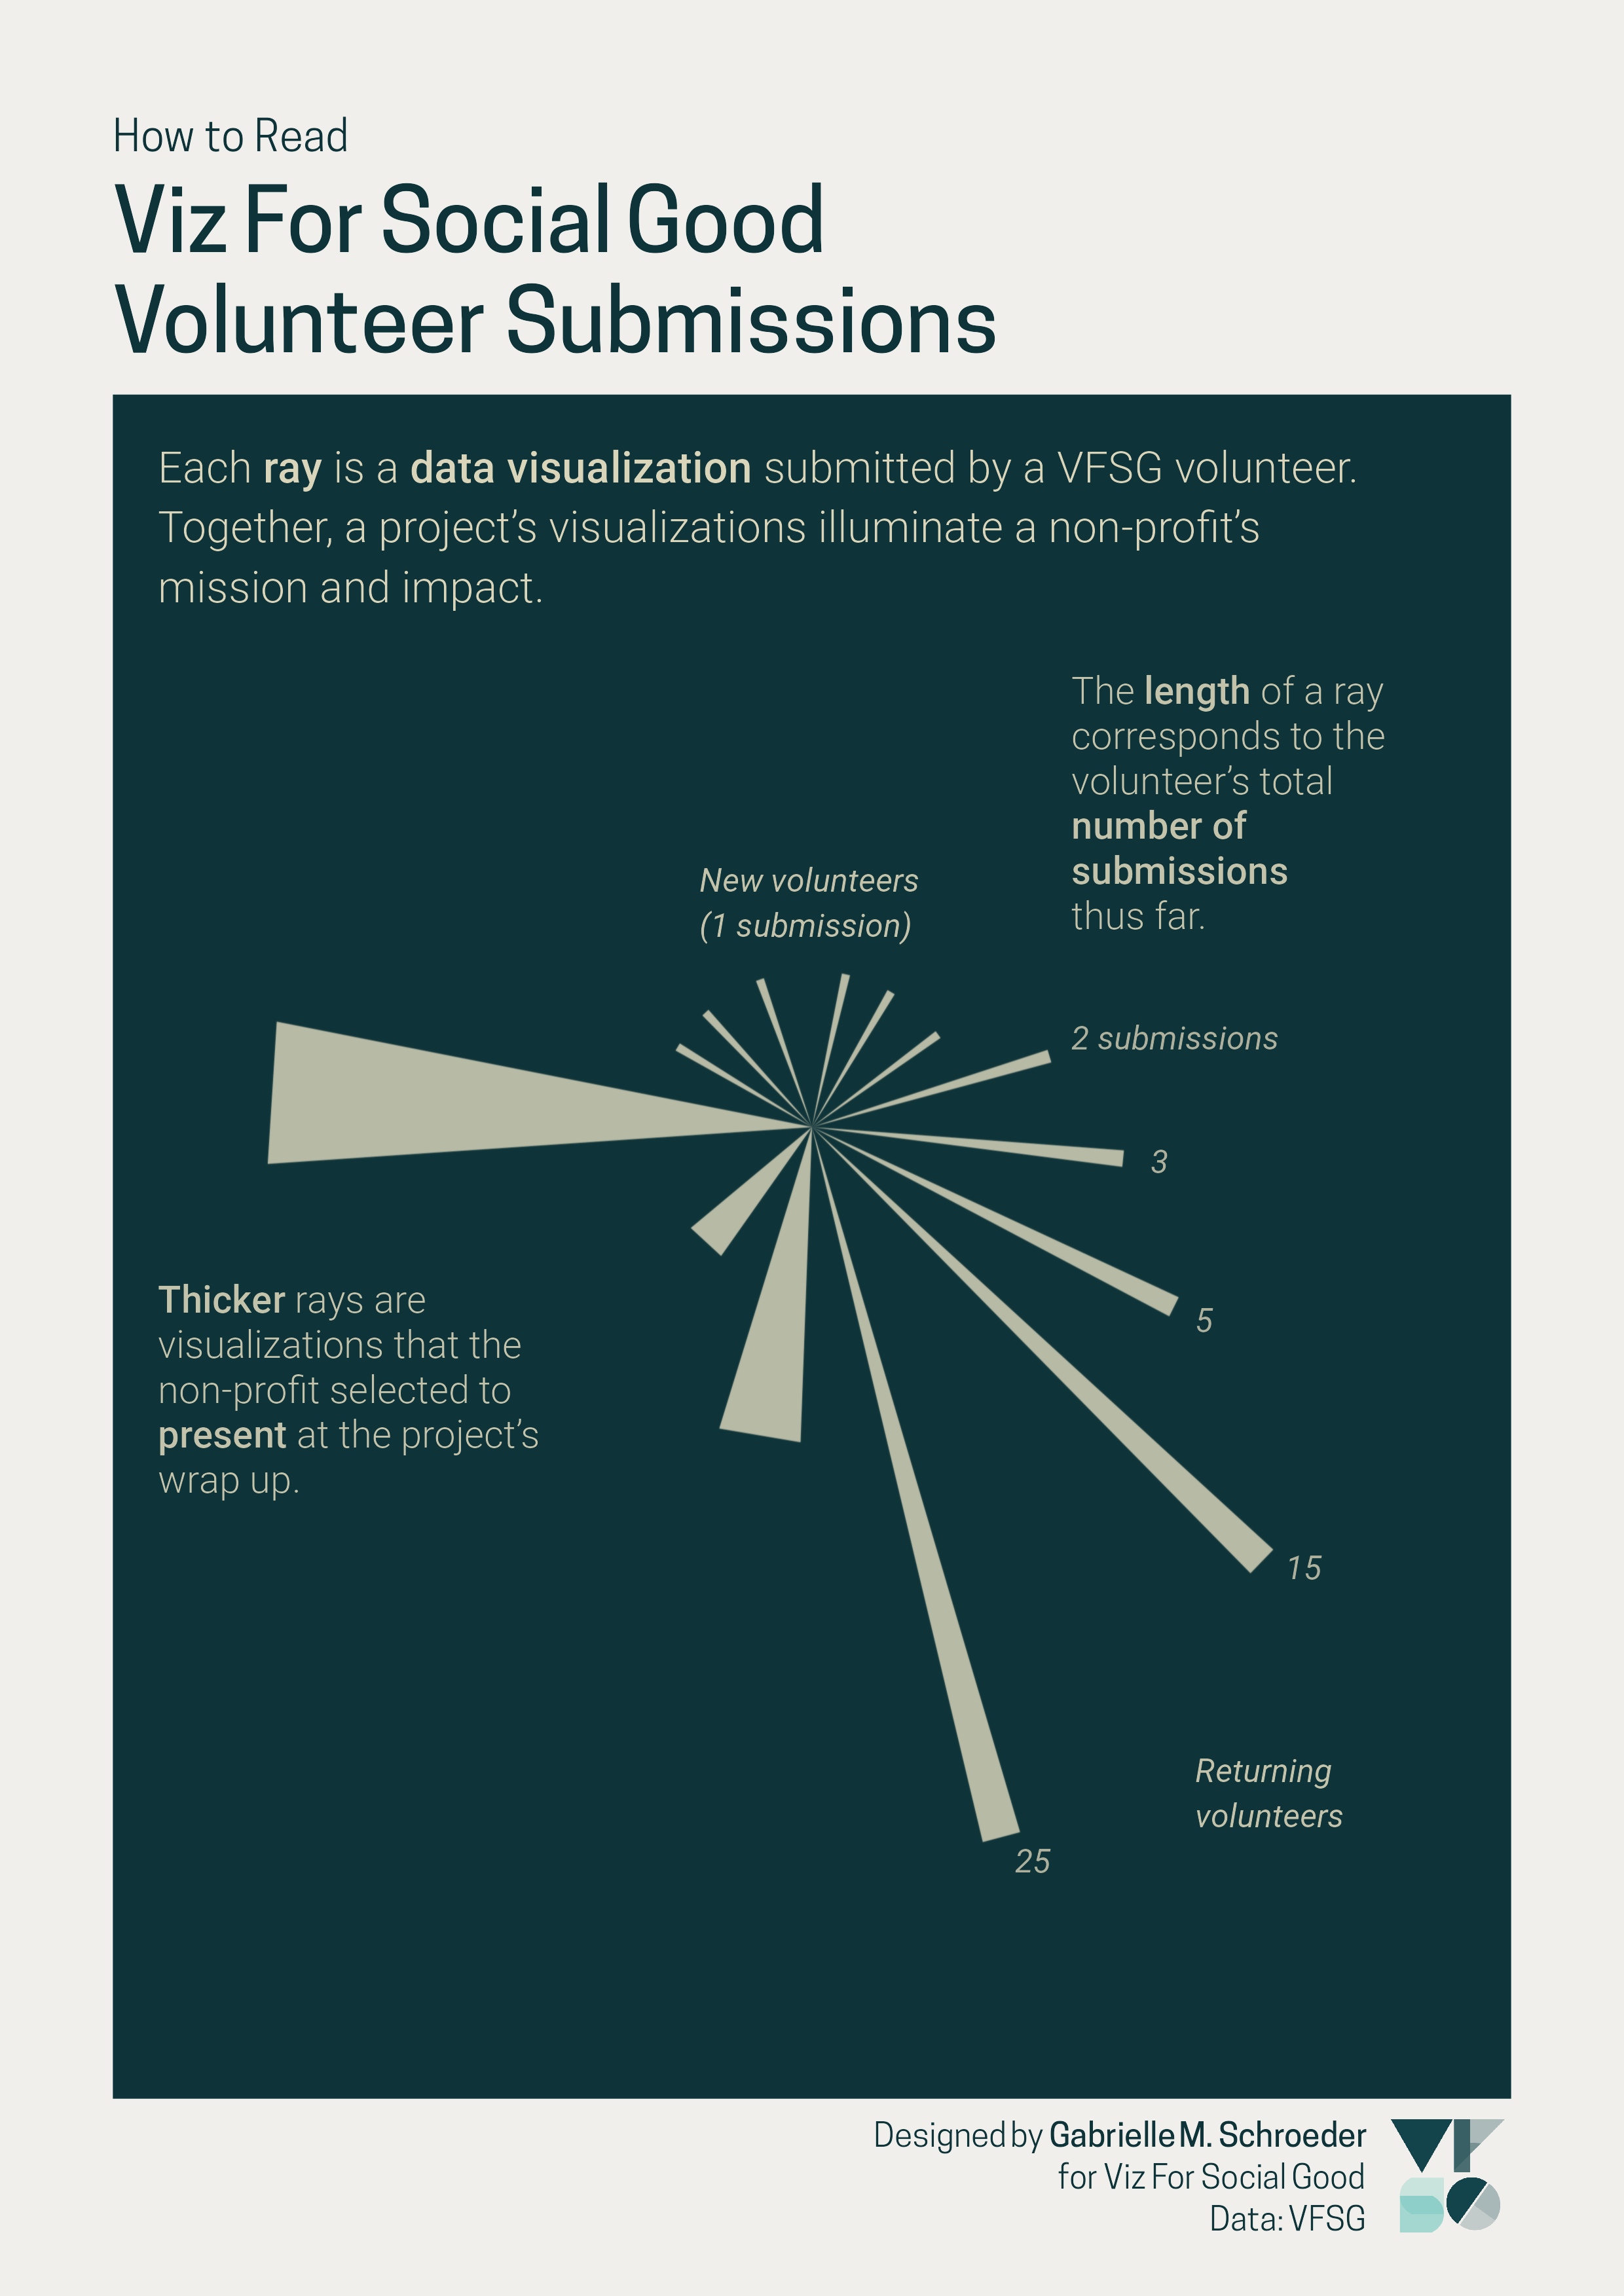 How to Read
Viz For Social Good
Volunteer Submissions
Each ray is a data visualization submitted by a VFSG volunteer.
Together, a project’s visualizations illuminate a non-profit’s
mission and impact.
The length of a ray
corresponds to the
volunteer’s total
number of
submissions
thus far.
New volunteers
(1 submission)
2 submissions
3
5
15
25
Thicker rays are
visualizations that the
non-profit selected to
present at the project’s
wrap up.
Returning
volunteers
Designed by Gabrielle M. Schroeder
for Viz For Social Good
Data: VFSG